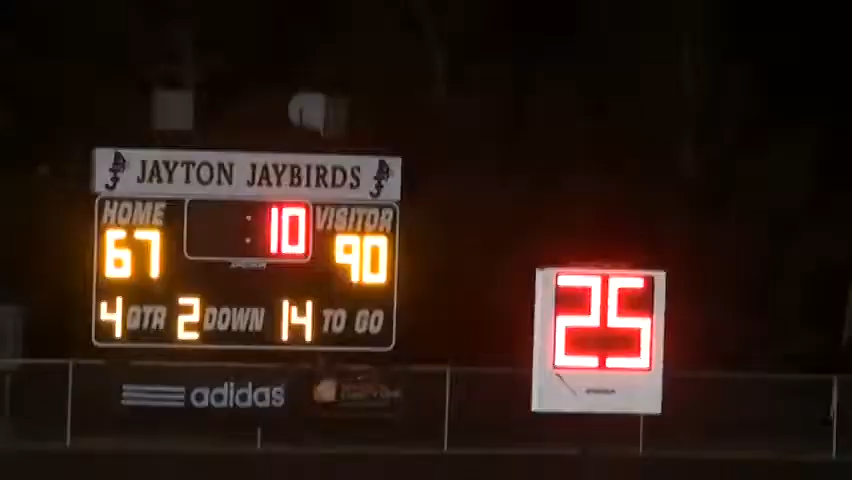 JAYTON JAYBIRDS
HOME :10 VISITOR
67 90
4 QTR 2 DOWN 14 TO GO
25
adidas